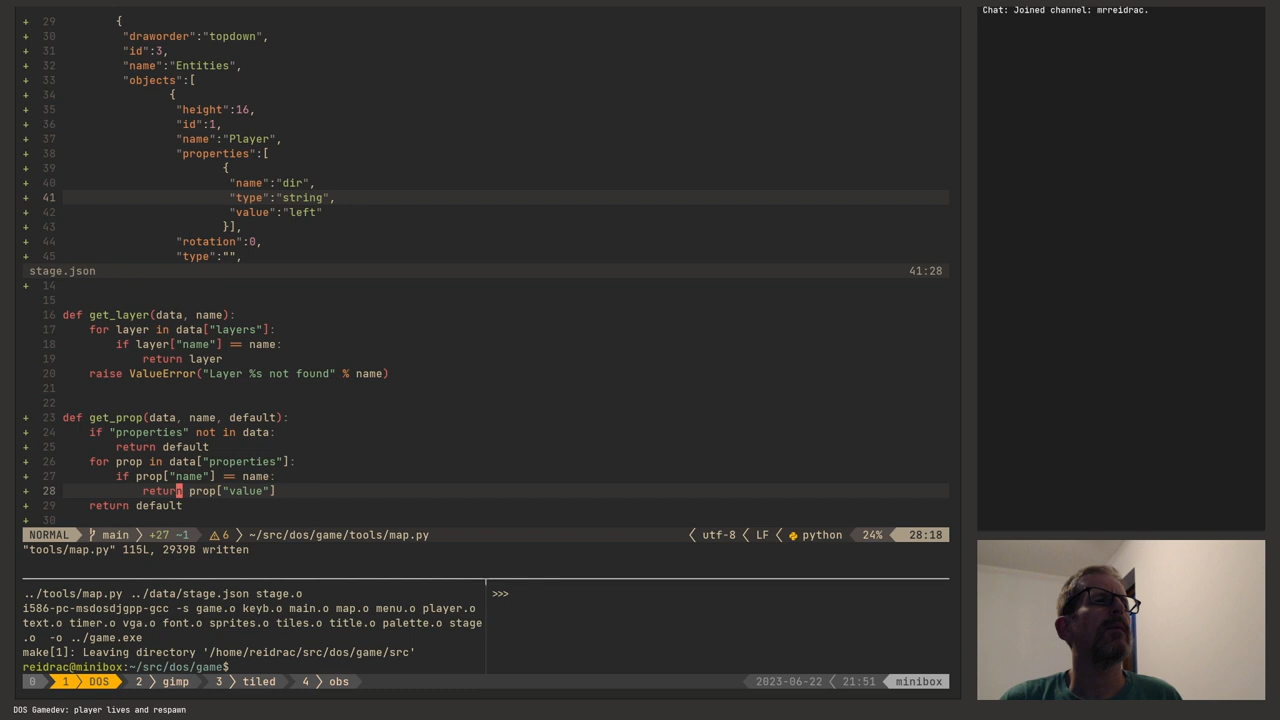 + 29 {
+ 30 "draworder":"topdown",
+ 31 "id":3,
+ 32 "name":"Entities",
+ 33 "objects":[
+ 34 {
+ 35 "height":16,
+ 36 "id":1,
+ 37 "name":"Player",
+ 38 "properties":[
+ 39 {
+ 40 "name":"dir",
+ 41 "type":"string",
+ 42 "value":"left"
+ 43 }],
+ 44 "rotation":0,
+ 45 "type":"",
stage.json 41:28
+ 14
15
16 def get_layer(data, name):
17 for layer in data["layers"]:
18 if layer["name"] == name:
19 return layer
20 raise ValueError("Layer %s not found" % name)
21
22
+ 23 def get_prop(data, name, default):
+ 24 if "properties" not in data:
+ 25 return default
+ 26 for prop in data["properties"]:
+ 27 if prop["name"] == name:
+ 28 return prop["value"]
+ 29 return default
+ 30
NORMAL main +27 ~1 6 ~/src/dos/game/tools/map.py utf-8 LF python 24% 28:18
"tools/map.py" 115L, 2939B written
../tools/map.py ../data/stage.json stage.o
i586-pc-msdosdjgpp-gcc -s game.o keyb.o main.o map.o menu.o player.o
text.o timer.o vga.o font.o sprites.o tiles.o title.o palette.o stage
.o -o ../game.exe
make[1]: Leaving directory '/home/reidrac/src/dos/game/src'
reidrac@minibox:~/src/dos/game$
>>>
0 1 DOS 2 gimp 3 tiled 4 obs 2023-06-22 21:51 minibox
DOS Gamedev: player lives and respawn
Chat: Joined channel: mrreidrac.